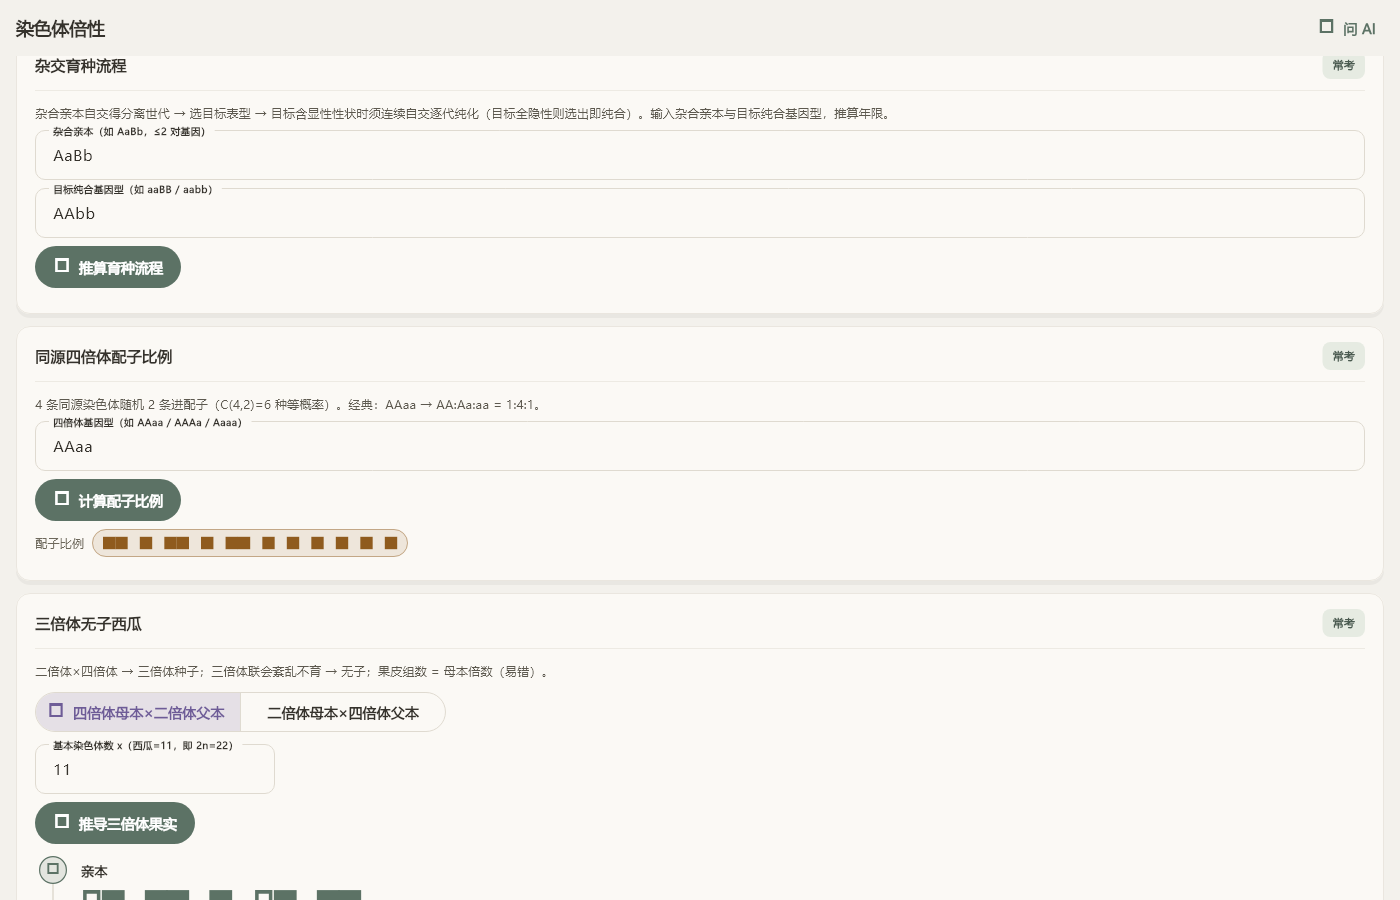 染色体倍性
问 AI
杂交育种流程
常考
杂合亲本自交得分离世代 → 选目标表型 → 目标含显性性状时须连续自交逐代纯化（目标全隐性则选出即纯合）。输入杂合亲本与目标纯合基因型，推算年限。
杂合亲本（如 AaBb，≤2 对基因）
AaBb
目标纯合基因型（如 aaBB / aabb）
AAbb
推算育种流程
同源四倍体配子比例
常考
4 条同源染色体随机 2 条进配子（C(4,2)=6 种等概率）。经典：AAaa → AA:Aa:aa = 1:4:1。
四倍体基因型（如 AAaa / AAAa / Aaaa）
AAaa
计算配子比例
配子比例
三倍体无子西瓜
常考
二倍体×四倍体 → 三倍体种子；三倍体联会紊乱不育 → 无子；果皮组数 = 母本倍数（易错）。
四倍体母本×二倍体父本
二倍体母本×四倍体父本
基本染色体数 x（西瓜=11，即 2n=22）
11
推导三倍体果实
亲本